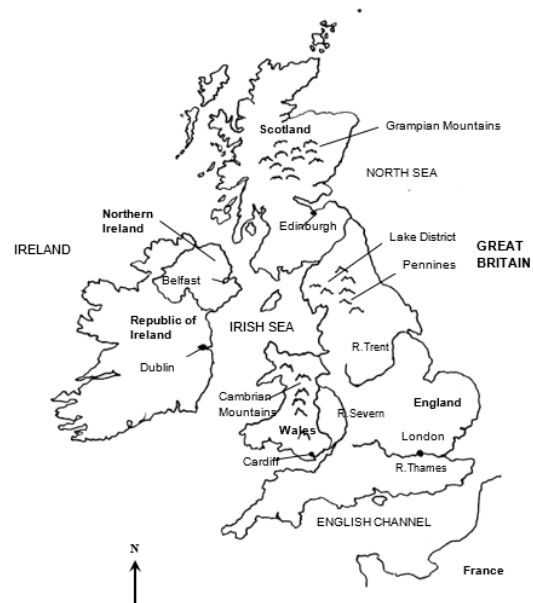 Scotland
Grampian Mountains
NORTH SEA
Northern
Ireland
Edinburgh
IRELAND
Lake District
GREAT
BRITAIN
Pennines
Belfast
Republic of
Ireland
IRISH SEA
R.Trent
Dublin
Cambrian
Mountains
England
R.Severn
Wales
London
Cardiff
R.Thames
ENGLISH CHANNEL
N
France